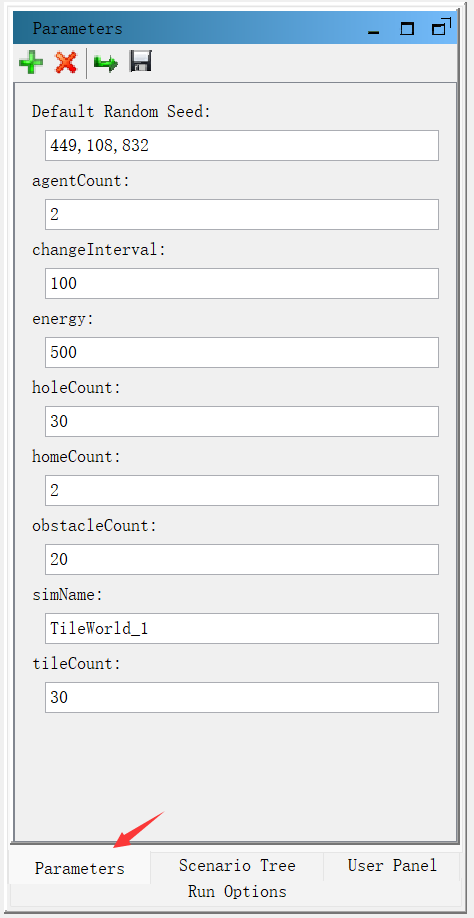 Parameters
Default Random Seed:
449,108,832
agentCount:
2
changeInterval:
100
energy:
500
holeCount:
30
homeCount:
2
obstacleCount:
20
simName:
TileWorld_1
tileCount:
30
Parameters Scenario Tree User Panel
Run Options